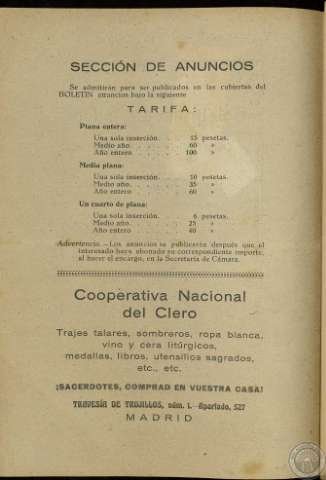 SECCIÓN DE ANUNCIOS
Se admitirán para ser publicados en las cubiertas del
BOLETIN anuncios bajo la siguiente
TARIFA:
Plana entera:
Una sola inserción. . . . 15 pesetas.
Medio año. . . . . . 60 »
Año entero . . . . . 100 »
Media plana:
Una sola inserción. . . . 10 pesetas.
Medio año. . . . . . 35 »
Año entero . . . . . 60 »
Un cuarto de plana:
Una sola inserción. . . . 6 pesetas.
Medio año. . . . . . 25 »
Año entero . . . . . 40 »
Advertencia.—Los anuncios se publicarán después que el
interesado haya abonado su correspondiente importe,
al hacer el encargo, en la Secretaría de Cámara.
Cooperativa Nacional
del Clero
Trajes talares, sombreros, ropa blanca,
vino y cera litúrgicos,
medallas, libros, utensilios sagrados,
etc., etc.
¡SACERDOTES, COMPRAD EN VUESTRA CASA!
TRAVESÍA DE TRUJILLOS, núm. 1.-Apartado, 527
MADRID